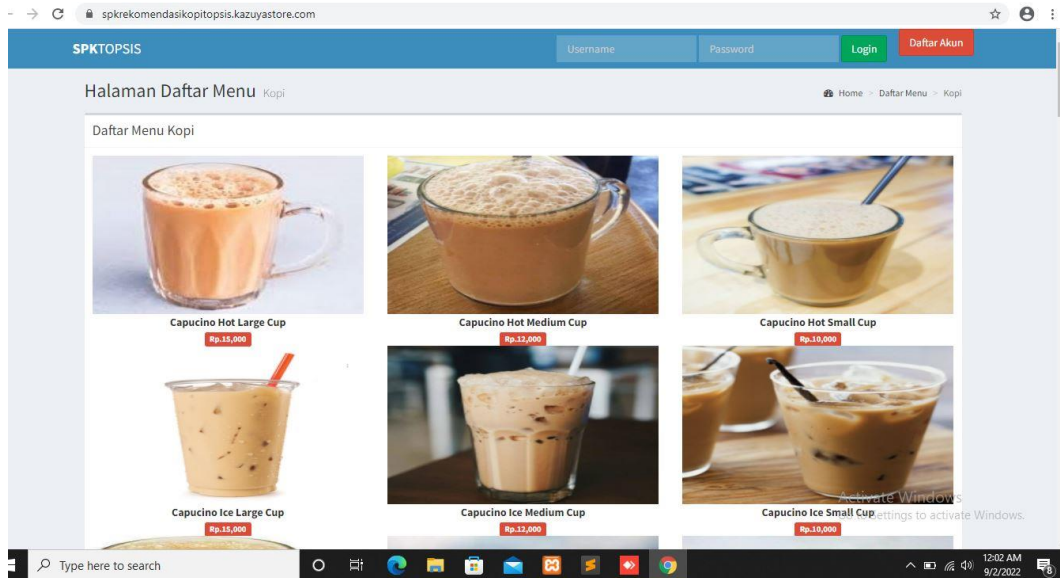 spkrekomendasikopitopsis.kazuyastore.com
SPKTOPSIS
Username
Password
Login
Daftar Akun
Halaman Daftar Menu Kopi
Home > Daftar Menu > Kopi
Daftar Menu Kopi
Capucino Hot Large Cup
Rp.15,000
Capucino Hot Medium Cup
Rp.12,000
Capucino Hot Small Cup
Rp.10,000
Capucino Ice Large Cup
Rp.15,000
Capucino Ice Medium Cup
Rp.12,000
Capucino Ice Small Cup
Rp.10,000
Activate Windows
Settings to activate Windows.
Type here to search
12:02 AM
9/2/2022